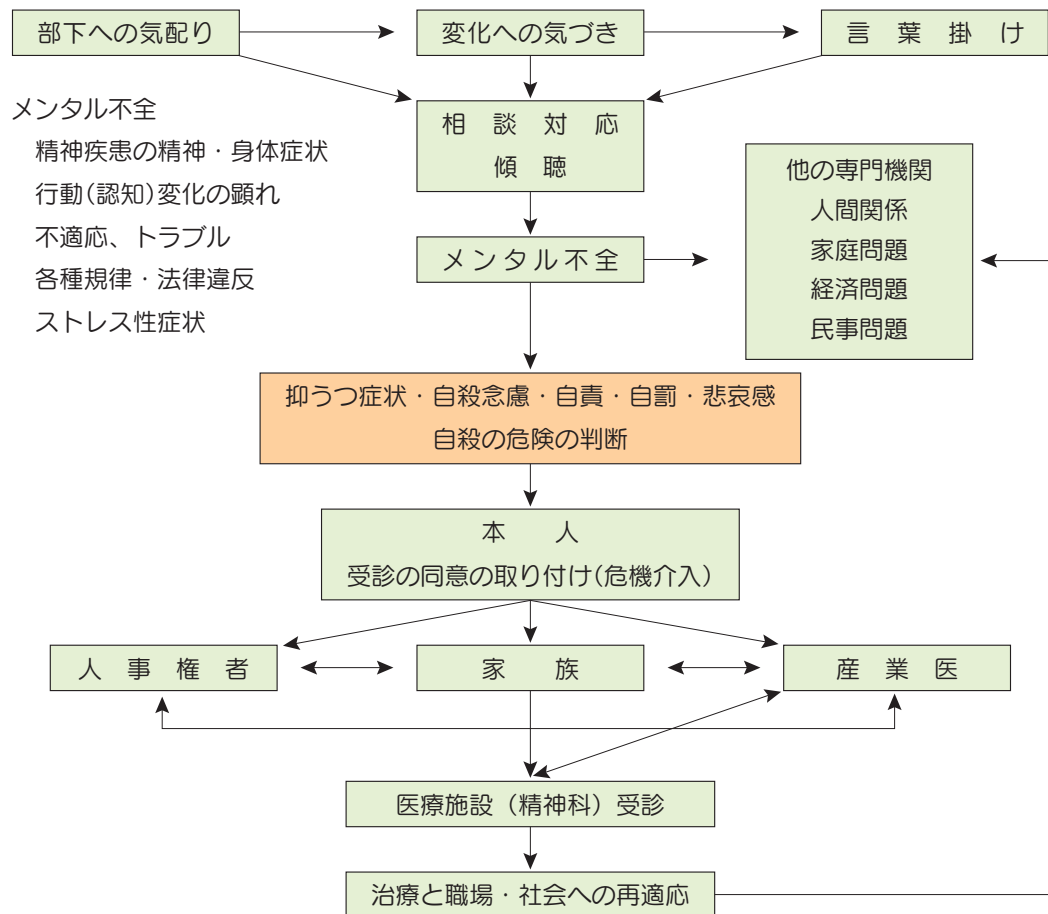 部下への気配り
変化への気づき
言葉掛け
メンタル不全
精神疾患の精神・身体症状
行動(認知)変化の顕れ
不適応、トラブル
各種規律・法律違反
ストレス性症状
相談対応
傾聴
他の専門機関
人間関係
家庭問題
経済問題
民事問題
メンタル不全
抑うつ症状・自殺念慮・自責・自罰・悲哀感
自殺の危険の判断
本人
受診の同意の取り付け(危機介入)
人事権者
家族
産業医
医療施設（精神科）受診
治療と職場・社会への再適応